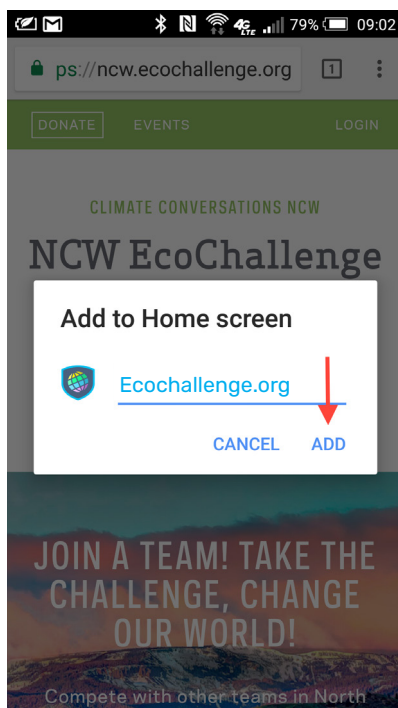 4G LTE 79% 09:02
ps://ncw.ecochallenge.org 1
DONATE EVENTS LOGIN
CLIMATE CONVERSATIONS NCW
NCW EcoChallenge
Add to Home screen
Ecochallenge.org
CANCEL ADD
JOIN A TEAM! TAKE THE
CHALLENGE, CHANGE
OUR WORLD!
Compete with other teams in North